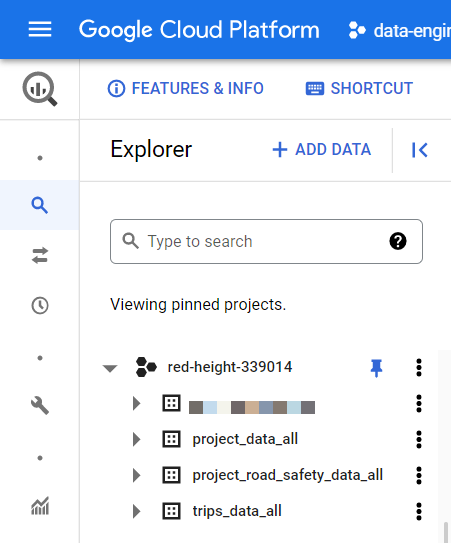 Google Cloud Platform
data-engin
FEATURES & INFO
SHORTCUT
Explorer
+ ADD DATA
Type to search
?
Viewing pinned projects.
red-height-339014
project_data_all
project_road_safety_data_all
trips_data_all